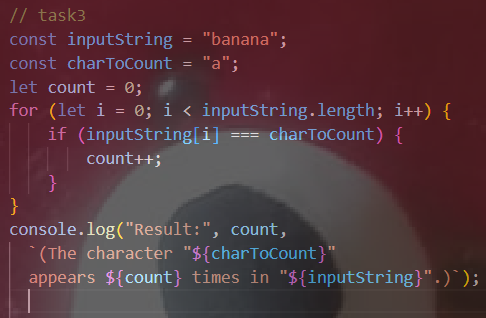 // task3
const inputString = "banana";
const charToCount = "a";
let count = 0;
for (let i = 0; i < inputString.length; i++) {
    if (inputString[i] === charToCount) {
        count++;
    }
}
console.log("Result:", count,
  `(The character "${charToCount}"
  appears ${count} times in "${inputString}".)`);